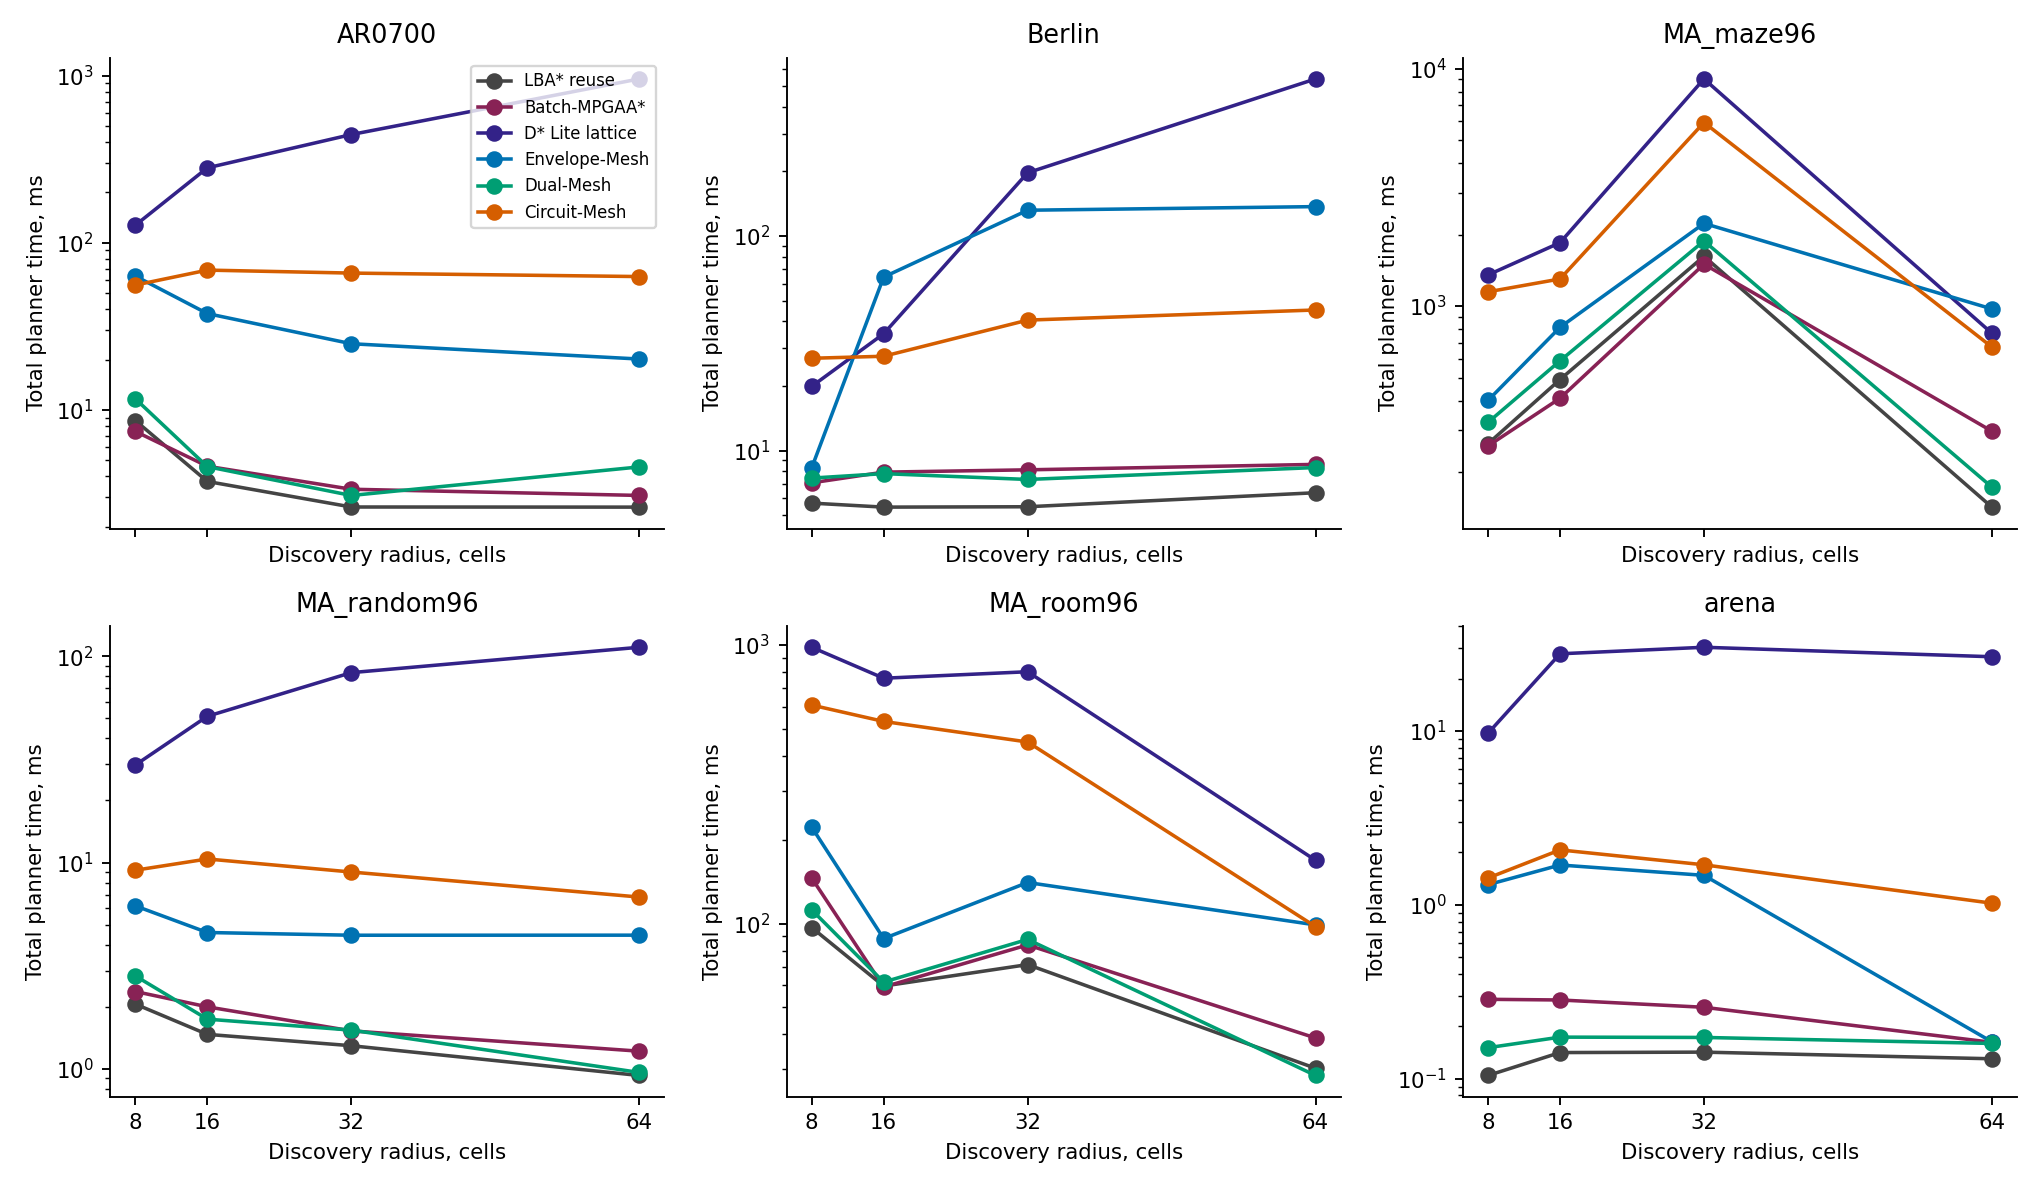 AR0700
Total planner time, ms
10³
10²
10¹
LBA* reuse
Batch-MPGAA*
D* Lite lattice
Envelope-Mesh
Dual-Mesh
Circuit-Mesh
Discovery radius, cells
Berlin
Total planner time, ms
10²
10¹
Discovery radius, cells
MA_maze96
Total planner time, ms
10⁴
10³
Discovery radius, cells
MA_random96
Total planner time, ms
10²
10¹
10⁰
8 16 32 64
Discovery radius, cells
MA_room96
Total planner time, ms
10³
10²
8 16 32 64
Discovery radius, cells
arena
Total planner time, ms
10¹
10⁰
10⁻¹
8 16 32 64
Discovery radius, cells